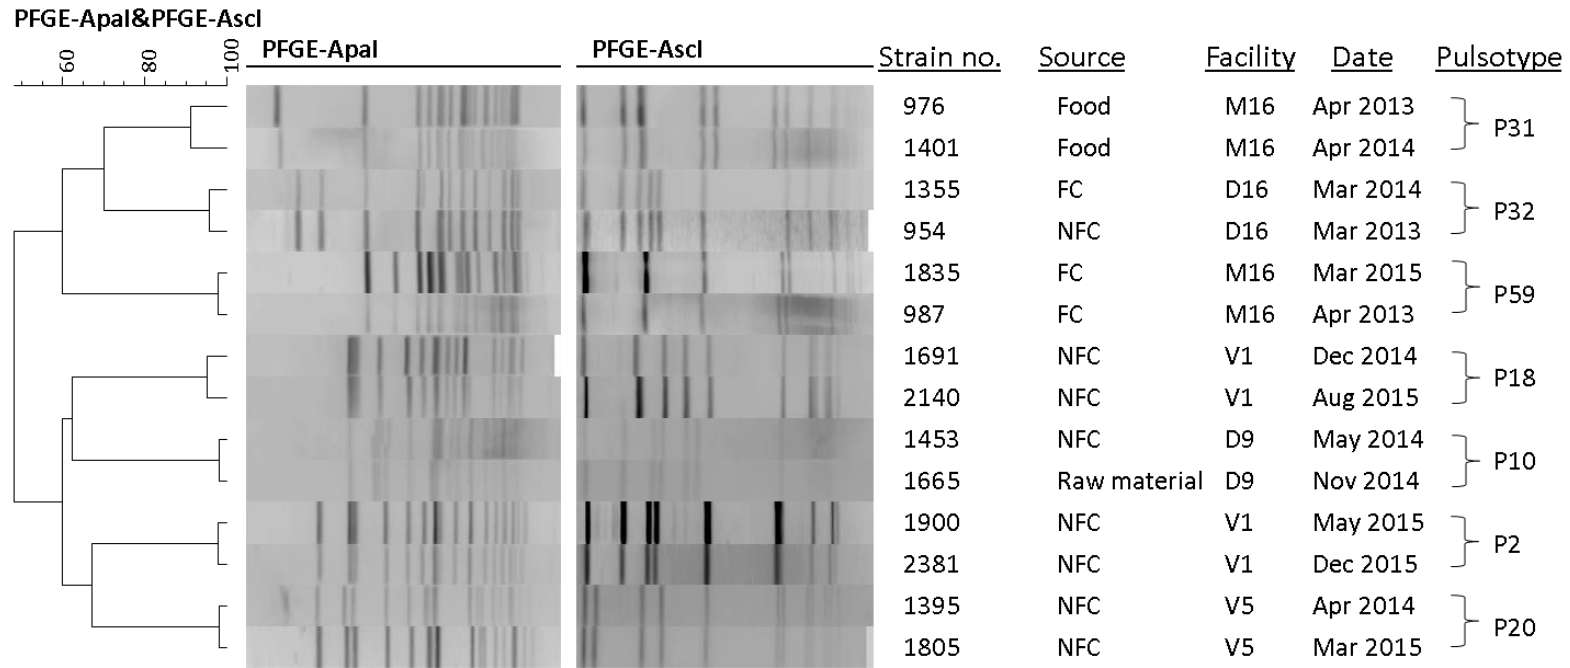 PFGE-ApaI&PFGE-AscI
60 80 100
PFGE-ApaI PFGE-AscI Strain no. Source Facility Date Pulsotype
976 Food M16 Apr 2013
P31
1401 Food M16 Apr 2014
1355 FC D16 Mar 2014
P32
954 NFC D16 Mar 2013
1835 FC M16 Mar 2015
P59
987 FC M16 Apr 2013
1691 NFC V1 Dec 2014
P18
2140 NFC V1 Aug 2015
1453 NFC D9 May 2014
P10
1665 Raw material D9 Nov 2014
1900 NFC V1 May 2015
P2
2381 NFC V1 Dec 2015
1395 NFC V5 Apr 2014
P20
1805 NFC V5 Mar 2015